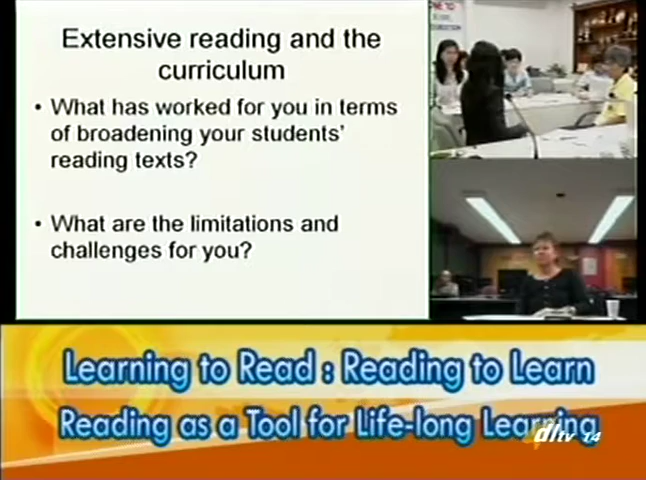 Extensive reading and the
curriculum
• What has worked for you in terms
of broadening your students'
reading texts?
• What are the limitations and
challenges for you?
Learning to Read : Reading to Learn
Reading as a Tool for Life-long Learning
dltv 14